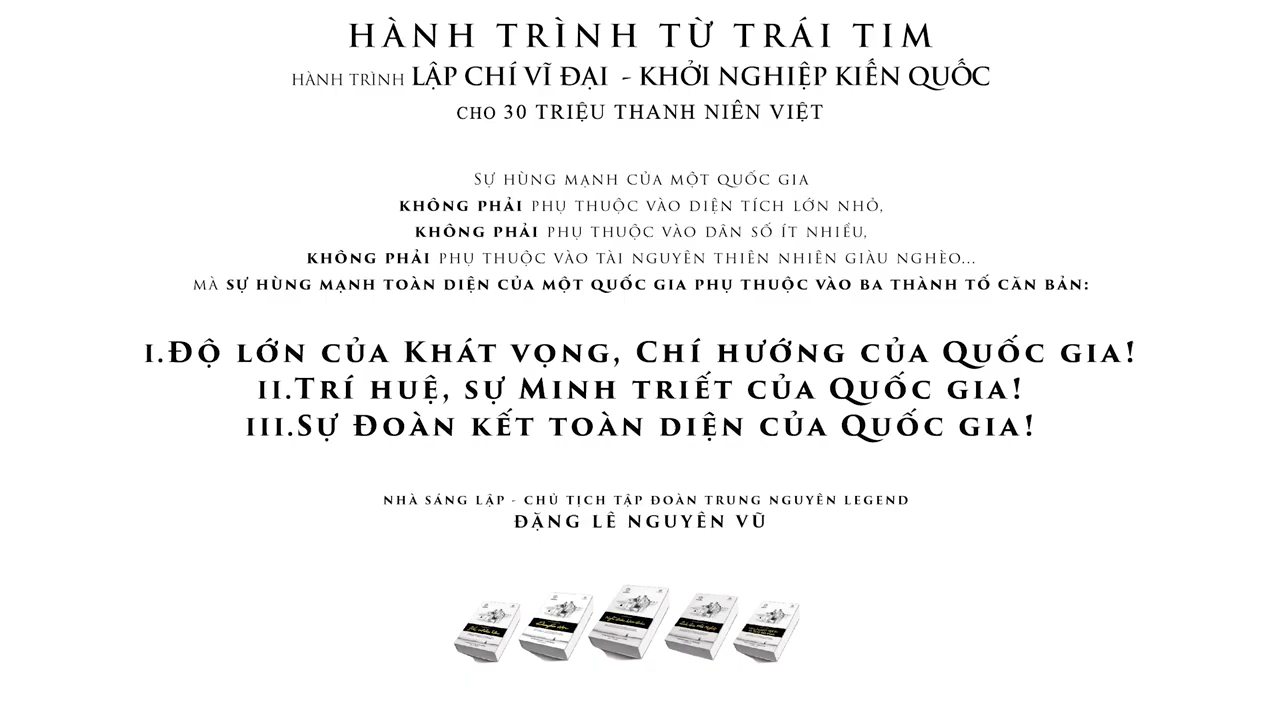 HÀNH TRÌNH TỪ TRÁI TIM
HÀNH TRÌNH LẬP CHÍ VĨ ĐẠI - KHỞI NGHIỆP KIẾN QUỐC
CHO 30 TRIỆU THANH NIÊN VIỆT
SỰ HÙNG MẠNH CỦA MỘT QUỐC GIA
KHÔNG PHẢI PHỤ THUỘC VÀO DIỆN TÍCH LỚN NHỎ,
KHÔNG PHẢI PHỤ THUỘC VÀO DÂN SỐ ÍT NHIỀU,
KHÔNG PHẢI PHỤ THUỘC VÀO TÀI NGUYÊN THIÊN NHIÊN GIÀU NGHÈO...
MÀ SỰ HÙNG MẠNH TOÀN DIỆN CỦA MỘT QUỐC GIA PHỤ THUỘC VÀO BA THÀNH TỐ CĂN BẢN:
I.ĐỘ LỚN CỦA KHÁT VỌNG, CHÍ HƯỚNG CỦA QUỐC GIA!
II.TRÍ HUỆ, SỰ MINH TRIẾT CỦA QUỐC GIA!
III.SỰ ĐOÀN KẾT TOÀN DIỆN CỦA QUỐC GIA!
NHÀ SÁNG LẬP - CHỦ TỊCH TẬP ĐOÀN TRUNG NGUYÊN LEGEND
ĐẶNG LÊ NGUYÊN VŨ